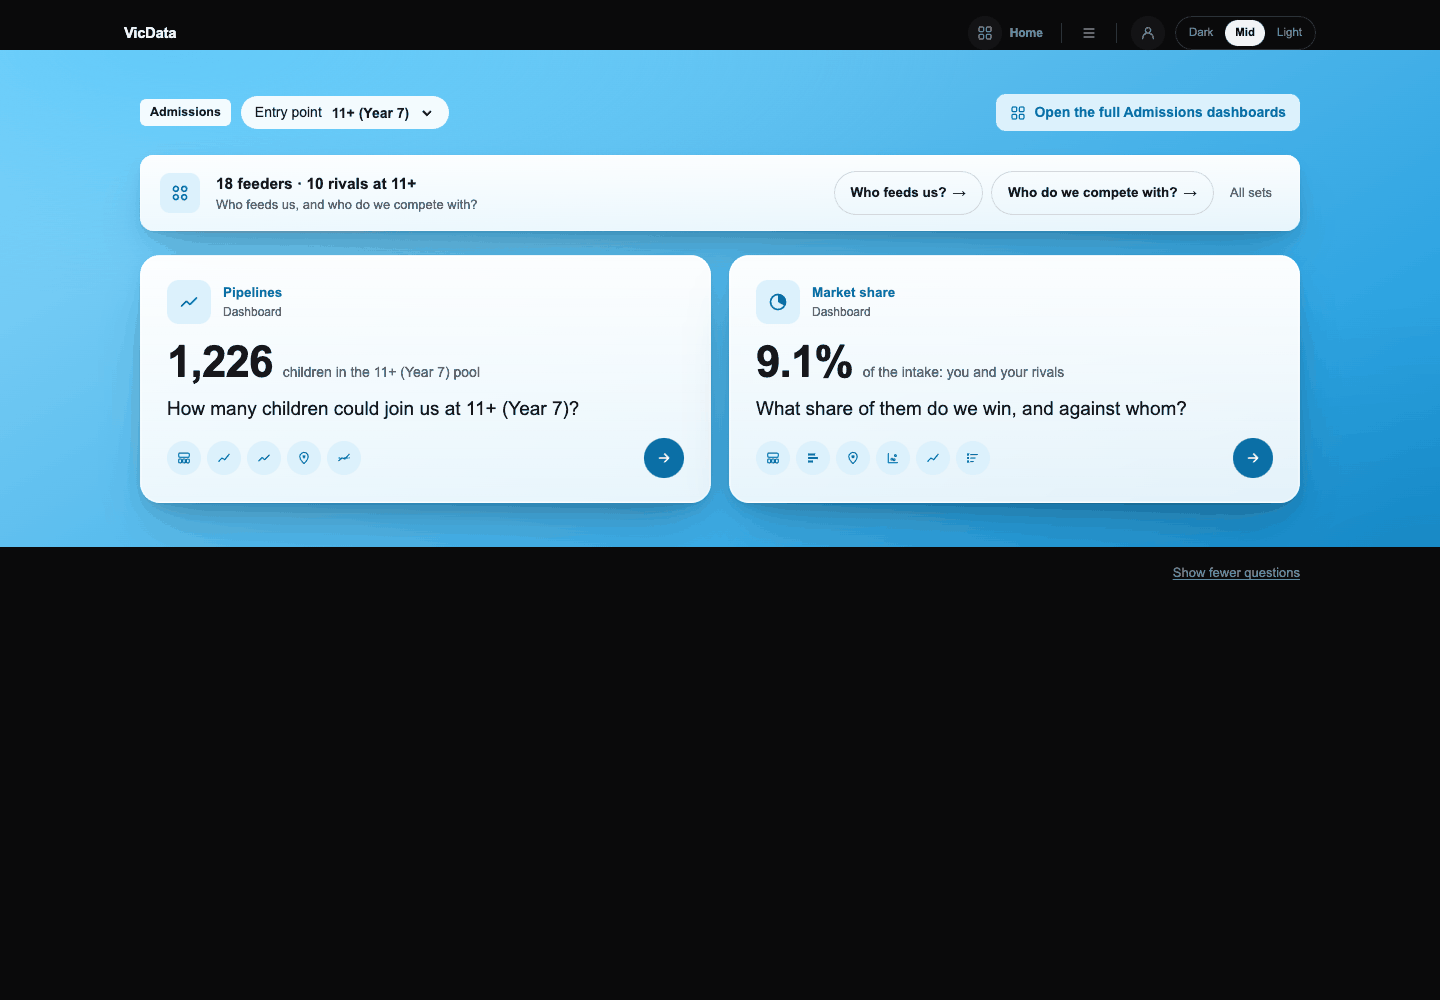 VicData
Home
Dark Mid Light
Admissions
Entry point 11+ (Year 7)
Open the full Admissions dashboards
18 feeders · 10 rivals at 11+
Who feeds us, and who do we compete with?
Who feeds us? →
Who do we compete with? →
All sets
Pipelines
Dashboard
1,226 children in the 11+ (Year 7) pool
How many children could join us at 11+ (Year 7)?
Market share
Dashboard
9.1% of the intake: you and your rivals
What share of them do we win, and against whom?
Show fewer questions